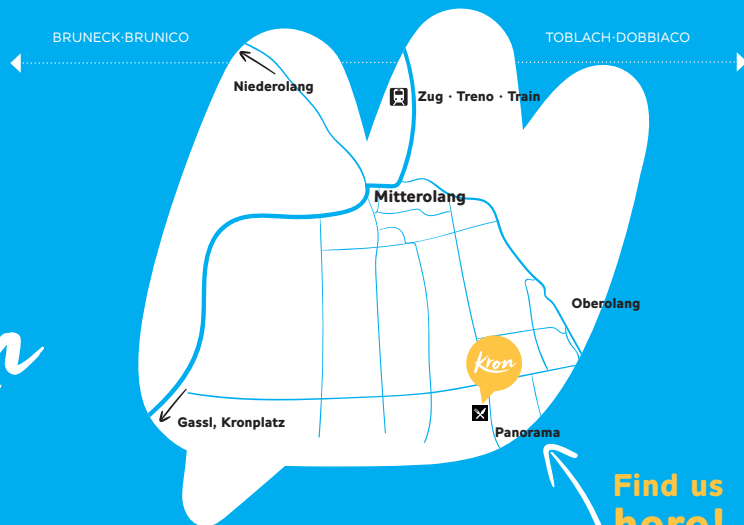 BRUNECK·BRUNICO
TOBLACH·DOBBIACO
Niederolang
Zug · Treno · Train
Mitterolang
Oberolang
Kron
Gassl, Kronplatz
Panorama
Find us
here!